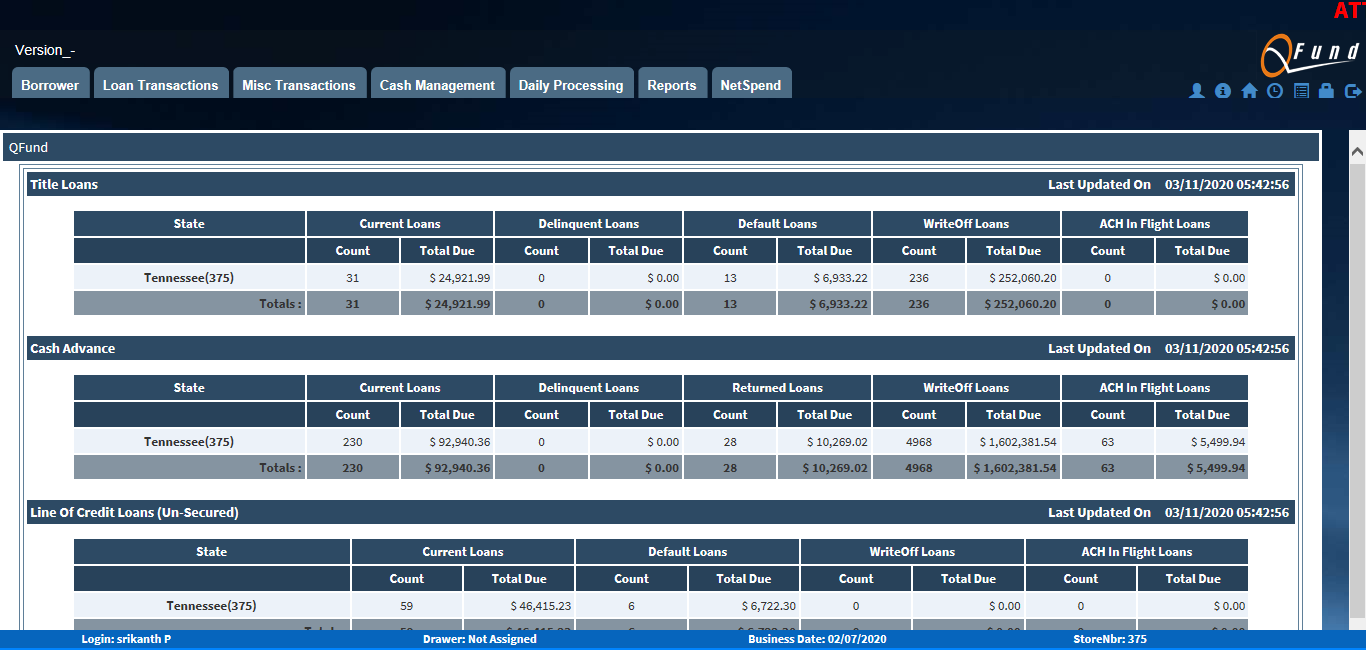 AT
Version_-
QFund
Borrower Loan Transactions Misc Transactions Cash Management Daily Processing Reports NetSpend
QFund
Title Loans Last Updated On 03/11/2020 05:42:56
State Current Loans Delinquent Loans Default Loans WriteOff Loans ACH In Flight Loans
Count Total Due Count Total Due Count Total Due Count Total Due Count Total Due
Tennessee(375) 31 $ 24,921.99 0 $ 0.00 13 $ 6,933.22 236 $ 252,060.20 0 $ 0.00
Totals : 31 $ 24,921.99 0 $ 0.00 13 $ 6,933.22 236 $ 252,060.20 0 $ 0.00
Cash Advance Last Updated On 03/11/2020 05:42:56
State Current Loans Delinquent Loans Returned Loans WriteOff Loans ACH In Flight Loans
Count Total Due Count Total Due Count Total Due Count Total Due Count Total Due
Tennessee(375) 230 $ 92,940.36 0 $ 0.00 28 $ 10,269.02 4968 $ 1,602,381.54 63 $ 5,499.94
Totals : 230 $ 92,940.36 0 $ 0.00 28 $ 10,269.02 4968 $ 1,602,381.54 63 $ 5,499.94
Line Of Credit Loans (Un-Secured) Last Updated On 03/11/2020 05:42:56
State Current Loans Default Loans WriteOff Loans ACH In Flight Loans
Count Total Due Count Total Due Count Total Due Count Total Due
Tennessee(375) 59 $ 46,415.23 6 $ 6,722.30 0 $ 0.00 0 $ 0.00
Login: srikanth P Drawer: Not Assigned Business Date: 02/07/2020 StoreNbr: 375